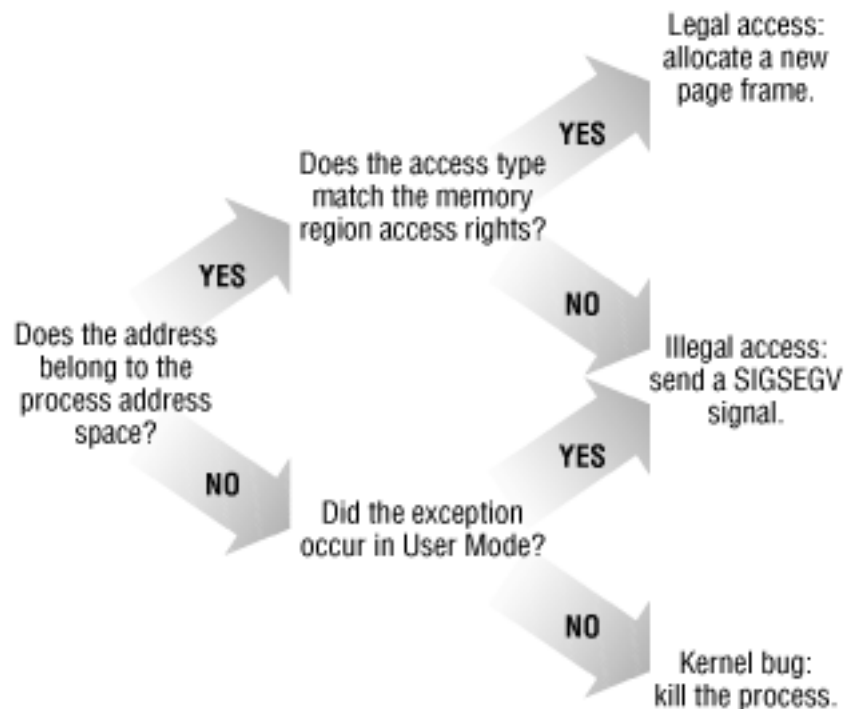 Legal access:
allocate a new
page frame.
YES
Does the access type
match the memory
region access rights?
YES
NO
Does the address
belong to the
process address
space?
Illegal access:
send a SIGSEGV
signal.
NO
YES
Did the exception
occur in User Mode?
NO
Kernel bug:
kill the process.